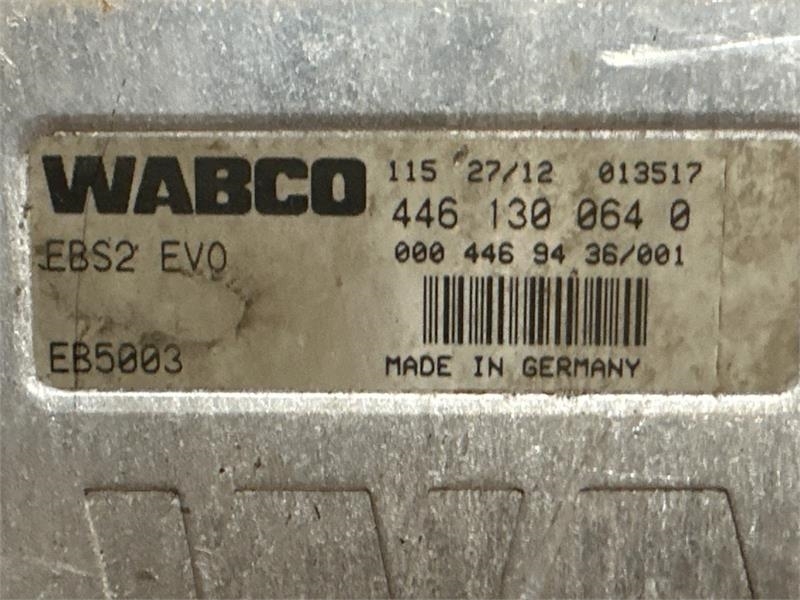 WABCO
115 27/12 013517
446 130 064 0
EBS2 EVO
000 446 94 36/001
EB5003
MADE IN GERMANY